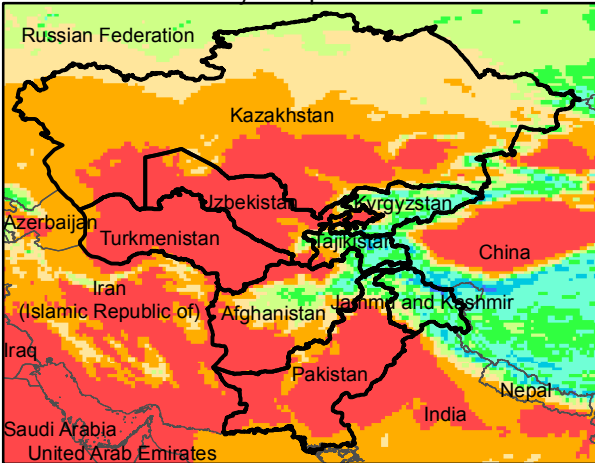 Russian Federation
Kazakhstan
Uzbekistan
Kyrgyzstan
Azerbaijan
Turkmenistan
Tajikistan
China
Iran
(Islamic Republic of)
Afghanistan
Jammu and Kashmir
Iraq
Pakistan
Nepal
India
Saudi Arabia
United Arab Emirates